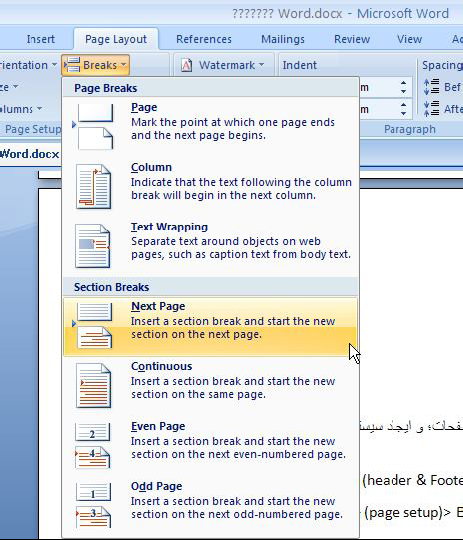 ??????? Word.docx - Microsoft Word
Insert Page Layout References Mailings Review View
rientation Breaks Watermark Indent Spacing
Page Breaks
Page
Mark the point at which one page ends
and the next page begins.
Column
Indicate that the text following the column
break will begin in the next column.
Text Wrapping
Separate text around objects on web
pages, such as caption text from body text.
Section Breaks
Next Page
Insert a section break and start the new
section on the next page.
Continuous
Insert a section break and start the new
section on the same page.
Even Page
Insert a section break and start the new
section on the next even-numbered page.
Odd Page
Insert a section break and start the new
section on the next odd-numbered page.
Page Setup
Paragraph
Word.docx
صفحات؛ و ایجد
(header & Foote
(page setup)> E